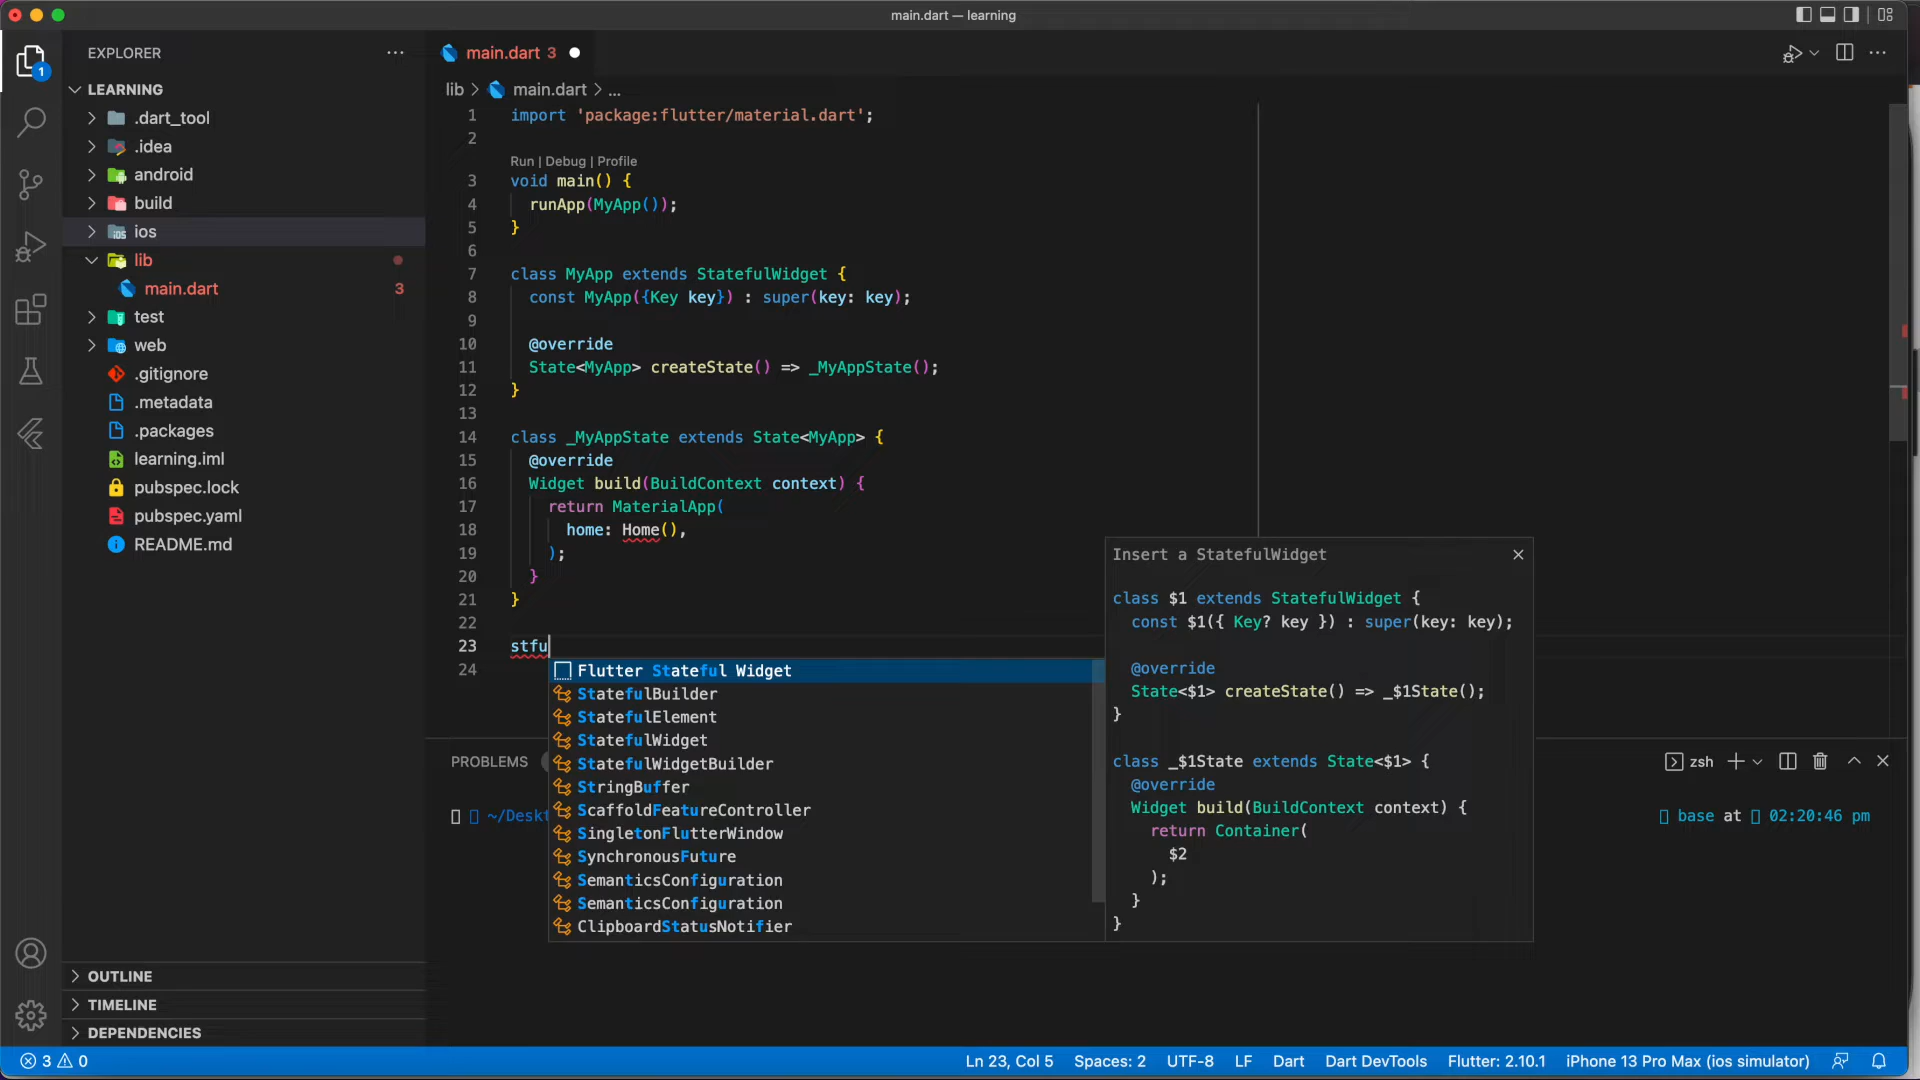 main.dart — learning
EXPLORER
LEARNING
.dart_tool
.idea
android
build
ios
lib
main.dart 3
test
web
.gitignore
.metadata
.packages
learning.iml
pubspec.lock
pubspec.yaml
README.md
OUTLINE
TIMELINE
DEPENDENCIES
1
main.dart 3
lib > main.dart > ...
1 import 'package:flutter/material.dart';
2
Run | Debug | Profile
3 void main() {
4 runApp(MyApp());
5 }
6
7 class MyApp extends StatefulWidget {
8 const MyApp({Key key}) : super(key: key);
9
10 @override
11 State<MyApp> createState() => _MyAppState();
12 }
13
14 class _MyAppState extends State<MyApp> {
15 @override
16 Widget build(BuildContext context) {
17 return MaterialApp(
18 home: Home(),
19 );
20 }
21 }
22
23 stfu
24
Flutter Stateful Widget
StatefulBuilder
StatefulElement
StatefulWidget
StatefulWidgetBuilder
StringBuffer
ScaffoldFeatureController
SingletonFlutterWindow
SynchronousFuture
SemanticsConfiguration
SemanticsConfiguration
ClipboardStatusNotifier
Insert a StatefulWidget
class $1 extends StatefulWidget {
const $1({ Key? key }) : super(key: key);
@override
State<$1> createState() => _$1State();
}
class _$1State extends State<$1> {
@override
Widget build(BuildContext context) {
return Container(
$2
);
}
}
PROBLEMS
zsh
~/Deskt
base at 02:20:46 pm
3 0
Ln 23, Col 5 Spaces: 2 UTF-8 LF Dart Dart DevTools Flutter: 2.10.1 iPhone 13 Pro Max (ios simulator)